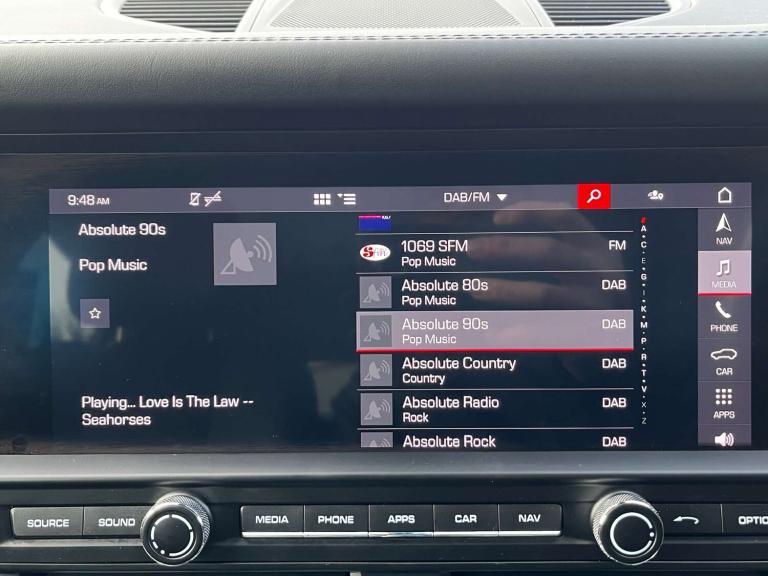 9:48 AM
DAB/FM
Absolute 90s
Pop Music
Playing... Love Is The Law --
Seahorses
1069 SFM
FM
Pop Music
Absolute 80s
DAB
Pop Music
Absolute 90s
DAB
Pop Music
Absolute Country
DAB
Country
Absolute Radio
DAB
Rock
Absolute Rock
DAB
#
A
C
E
G
I
K
M
P
R
T
V
X
Z
NAV
MEDIA
PHONE
CAR
APPS
SOURCE
SOUND
MEDIA
PHONE
APPS
CAR
NAV
OPTIO